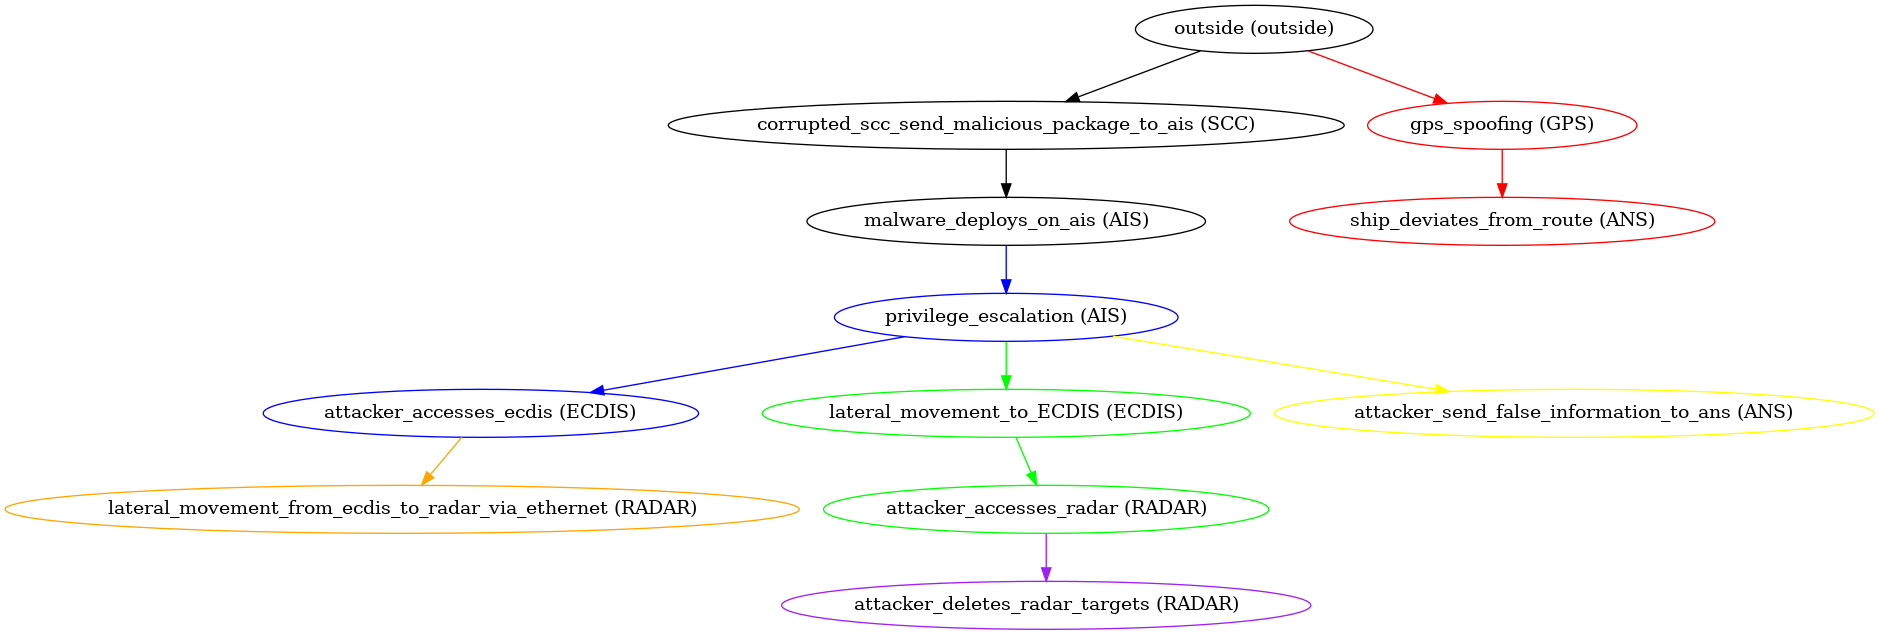 outside (outside)
corrupted_scc_send_malicious_package_to_ais (SCC)
gps_spoofing (GPS)
malware_deploys_on_ais (AIS)
ship_deviates_from_route (ANS)
privilege_escalation (AIS)
attacker_accesses_ecdis (ECDIS)
lateral_movement_to_ECDIS (ECDIS)
attacker_send_false_information_to_ans (ANS)
lateral_movement_from_ecdis_to_radar_via_ethernet (RADAR)
attacker_accesses_radar (RADAR)
attacker_deletes_radar_targets (RADAR)